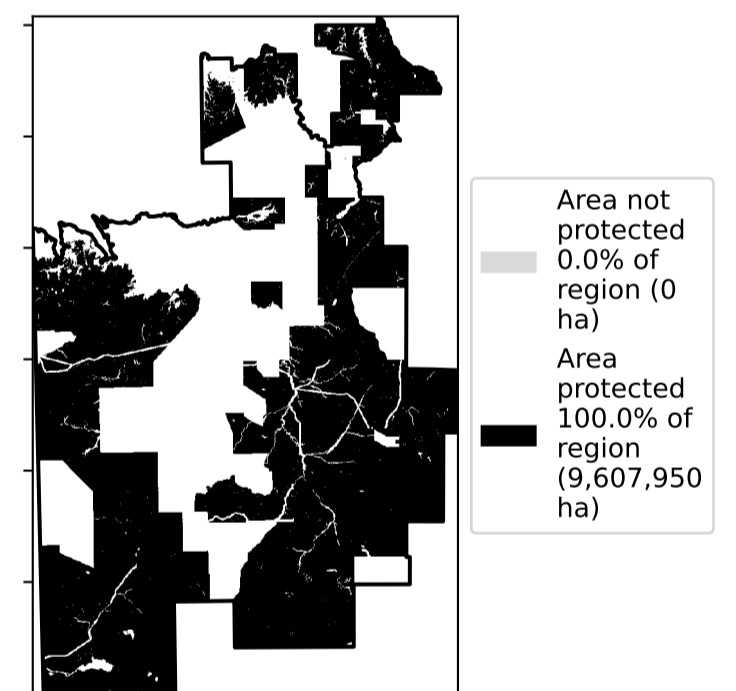 Area not
protected
0.0% of
region (0
ha)
Area
protected
100.0% of
region
(9,607,950
ha)